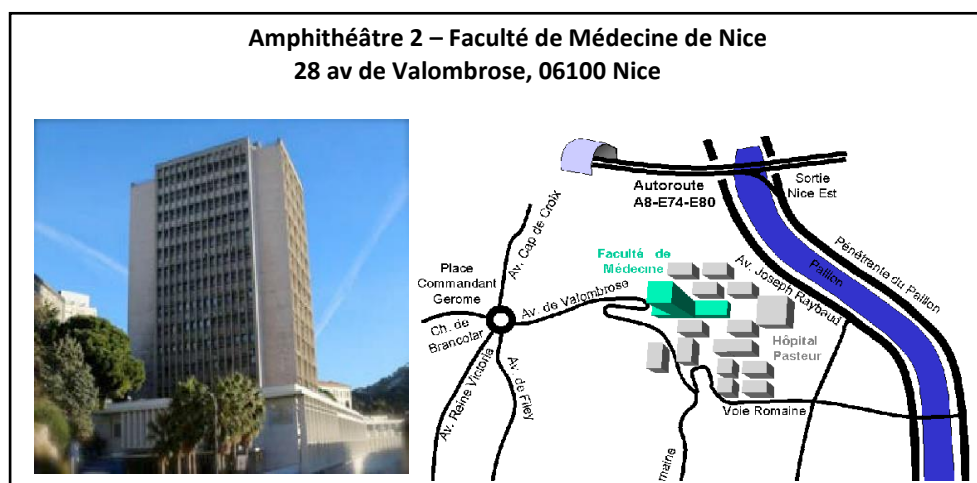 Amphithéâtre 2 – Faculté de Médecine de Nice
28 av de Valombrose, 06100 Nice
Autoroute
A8-E74-E80
Sortie
Nice Est
Av. Cap de Croix
Place
Commandant
Gerome
Faculté de
Médecine
Av. de Valombrose
Av. Joseph Raybaud
Paillon
Pénétrante du Paillon
Ch. de
Brancolar
Hôpital
Pasteur
Av. Reine Victoria
Av. de Flirey
Voie Romaine